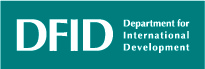 DFID Department for
International
Development